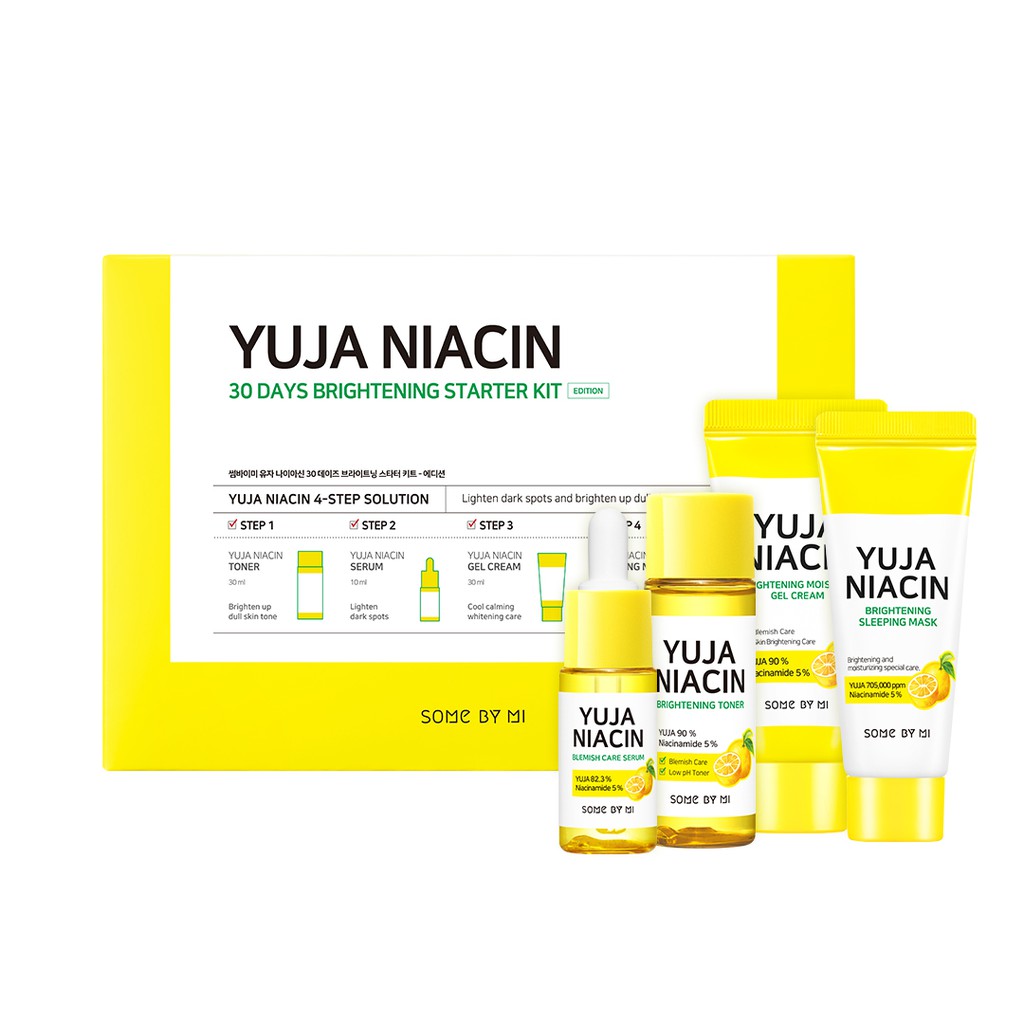 YUJA NIACIN
30 DAYS BRIGHTENING STARTER KIT EDITION
썸바이미 유자 나이아신 30 데이즈 브라이트닝 스타터 키트 - 에디션
YUJA NIACIN 4-STEP SOLUTION
Lighten dark spots and brighten up
STEP 1
YUJA NIACIN
TONER
30 ml
Brighten up
dull skin tone
STEP 2
YUJA NIACIN
SERUM
10 ml
Lighten
dark spots
STEP 3
YUJA NIACIN
GEL CREAM
30 ml
Cool calming
whitening care
4
SOME BY MI
YUJA
NIACIN
BLEMISH CARE SERUM
YUJA 82.3%
Niacinamide 5%
SOME BY MI
YUJA
NIACIN
BRIGHTENING TONER
YUJA 90 %
Niacinamide 5%
Blemish Care
Low pH Toner
SOME BY MI
GEL CREAM
Blemish Care
Skin Brightening Care
90 %
5%
SOME BY MI
YUJA
NIACIN
BRIGHTENING
SLEEPING MASK
Brightening and
moisturizing special care.
YUJA 705,000 ppm
Niacinamide 5%
SOME BY MI